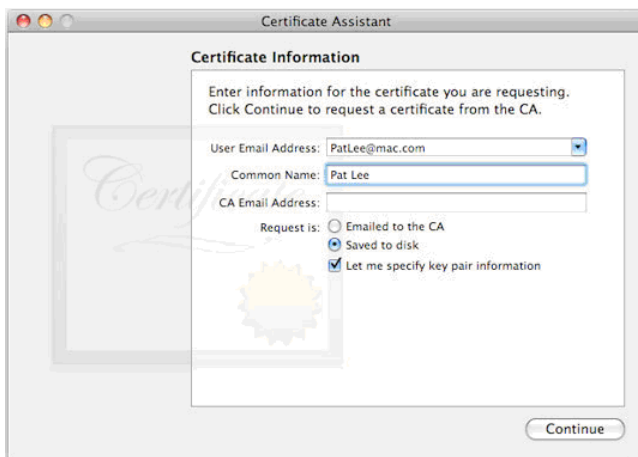 Certificate Assistant
Certificate Information
Enter information for the certificate you are requesting.
Click Continue to request a certificate from the CA.
User Email Address: PatLee@mac.com
Common Name: Pat Lee
CA Email Address:
Request is: Emailed to the CA
Saved to disk
Let me specify key pair information
Certificate
Continue